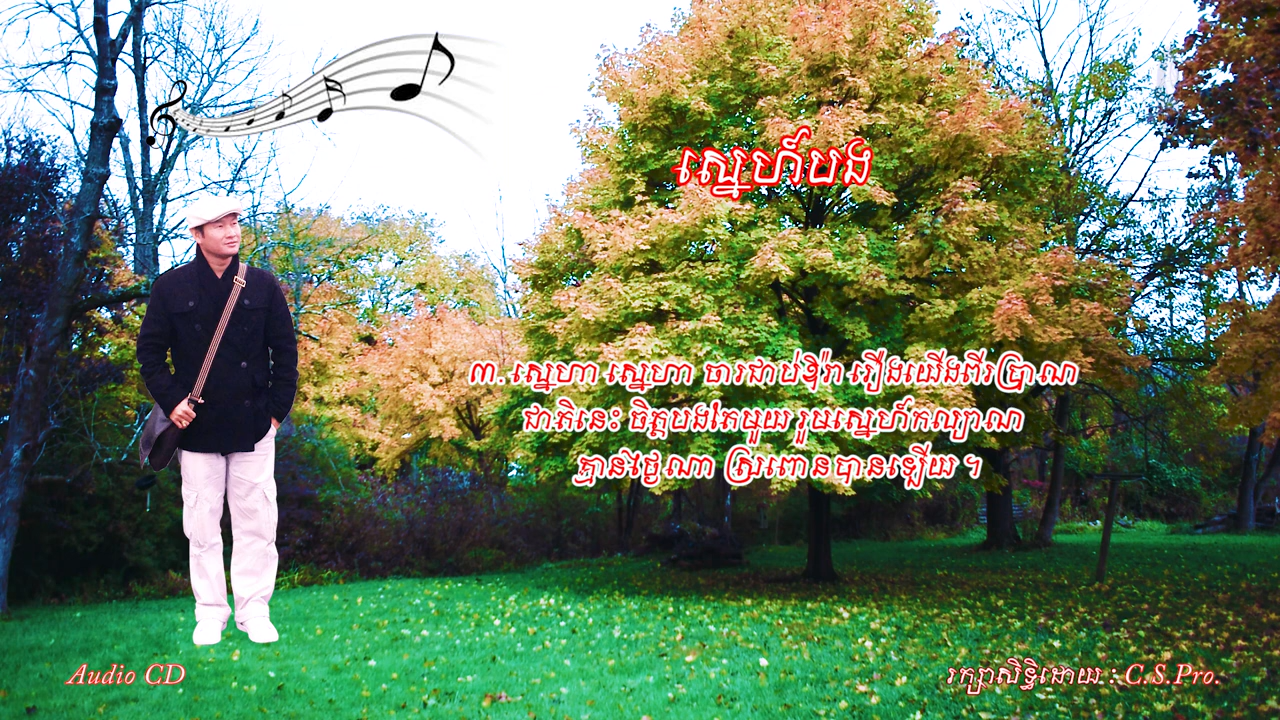 ស្នេហ៍បង
៣. ស្នេហា ស្នេហា ចារជាប់ឱរ៉ា រឿងយើងពីរប្រាណ
ជាតិនេះ ចិត្តបងតែមួយ រួមស្នេហ៍កល្យាណ
គ្មានថ្ងៃណា ស្រពោនបានឡើយ ។
Audio CD
រក្សាសិទ្ធិដោយ : C.S.Pro.